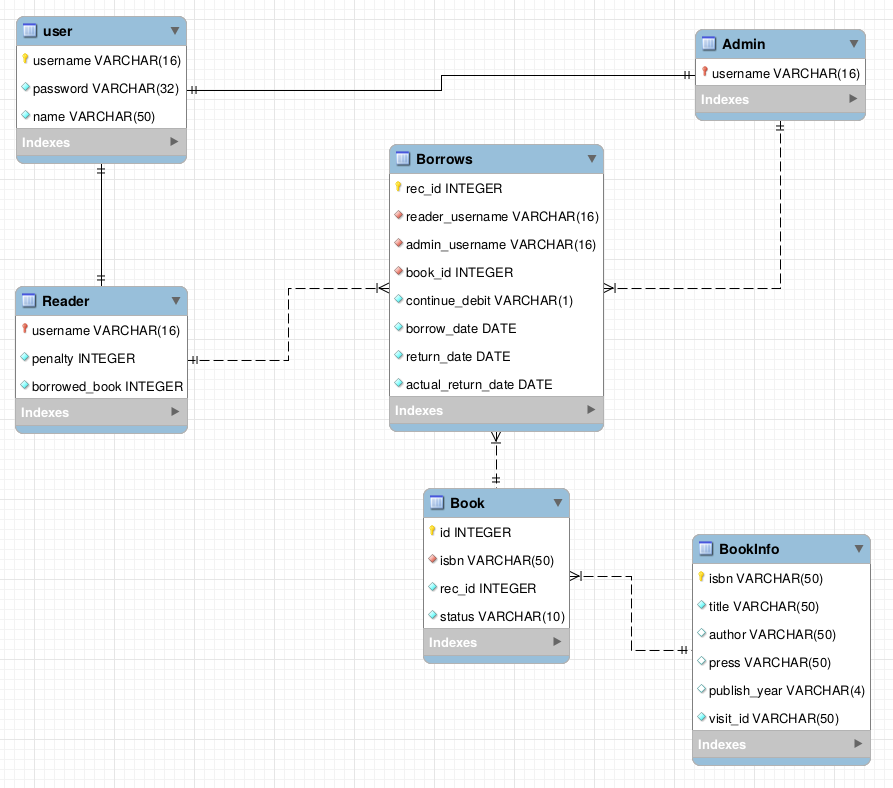 user
username VARCHAR(16)
password VARCHAR(32)
name VARCHAR(50)
Indexes
Admin
username VARCHAR(16)
Indexes
Borrows
rec_id INTEGER
reader_username VARCHAR(16)
admin_username VARCHAR(16)
book_id INTEGER
continue_debit VARCHAR(1)
borrow_date DATE
return_date DATE
actual_return_date DATE
Indexes
Reader
username VARCHAR(16)
penalty INTEGER
borrowed_book INTEGER
Indexes
Book
id INTEGER
isbn VARCHAR(50)
rec_id INTEGER
status VARCHAR(10)
Indexes
BookInfo
isbn VARCHAR(50)
title VARCHAR(50)
author VARCHAR(50)
press VARCHAR(50)
publish_year VARCHAR(4)
visit_id VARCHAR(50)
Indexes